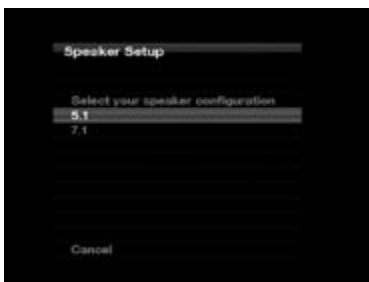 Speaker Setup
Select your speaker configuration
5.1
7.1
Cancel